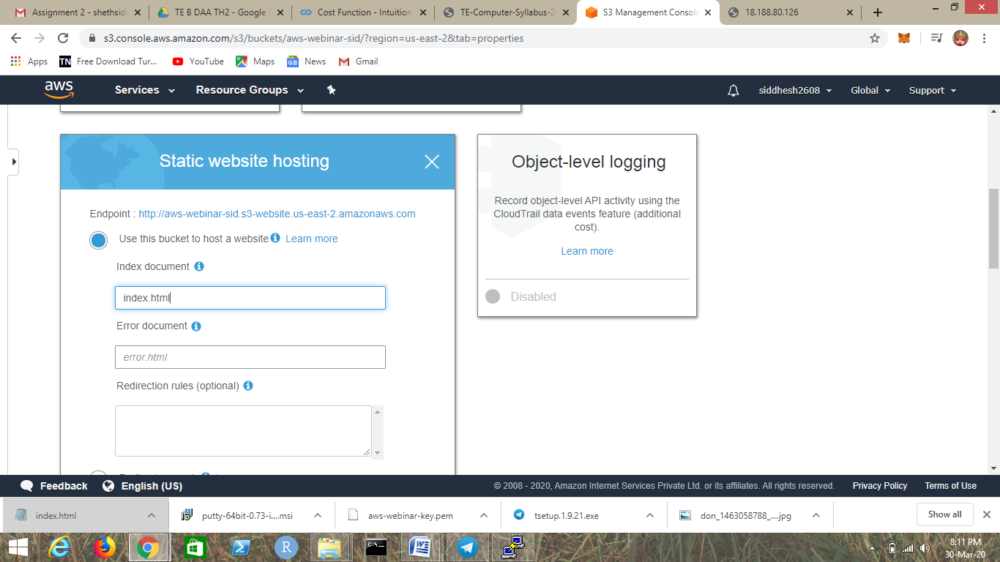 Assignment 2 - shethsid
TE B DAA TH2 - Google
Cost Function - Intuition
TE-Computer-Syllabus-2
S3 Management Console
18.188.80.126
s3.console.aws.amazon.com/s3/buckets/aws-webinar-sid/?region=us-east-2&tab=properties
Apps
TN Free Download Tur...
YouTube
Maps
News
Gmail
aws
Services
Resource Groups
siddhesh2608
Global
Support
Static website hosting
Endpoint : http://aws-webinar-sid.s3-website.us-east-2.amazonaws.com
Use this bucket to host a website Learn more
Index document
index.html
Error document
error.html
Redirection rules (optional)
Object-level logging
Record object-level API activity using the
CloudTrail data events feature (additional
cost).
Learn more
Disabled
Feedback
English (US)
© 2008 - 2020, Amazon Internet Services Private Ltd. or its affiliates. All rights reserved.
Privacy Policy
Terms of Use
index.html
putty-64bit-0.73-i....msi
aws-webinar-key.pem
tsetup.1.9.21.exe
don_1463058788_....jpg
Show all
8:11 PM
30-Mar-20